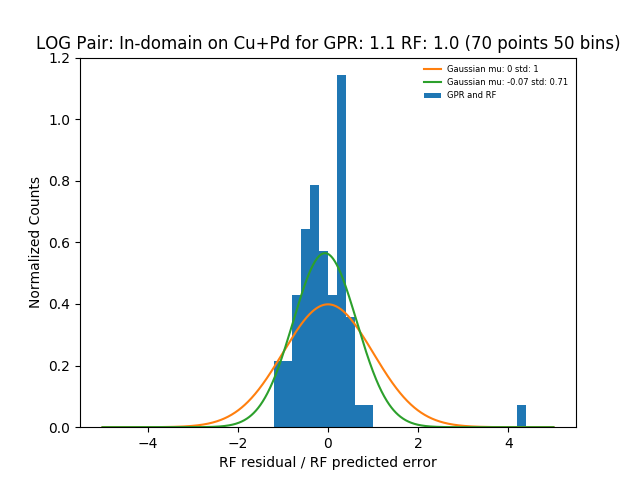 LOG Pair: In-domain on Cu+Pd for GPR: 1.1 RF: 1.0 (70 points 50 bins)
Gaussian mu: 0 std: 1
Gaussian mu: -0.07 std: 0.71
GPR and RF
Normalized Counts
1.2
1.0
0.8
0.6
0.4
0.2
0.0
−4 −2 0 2 4
RF residual / RF predicted error